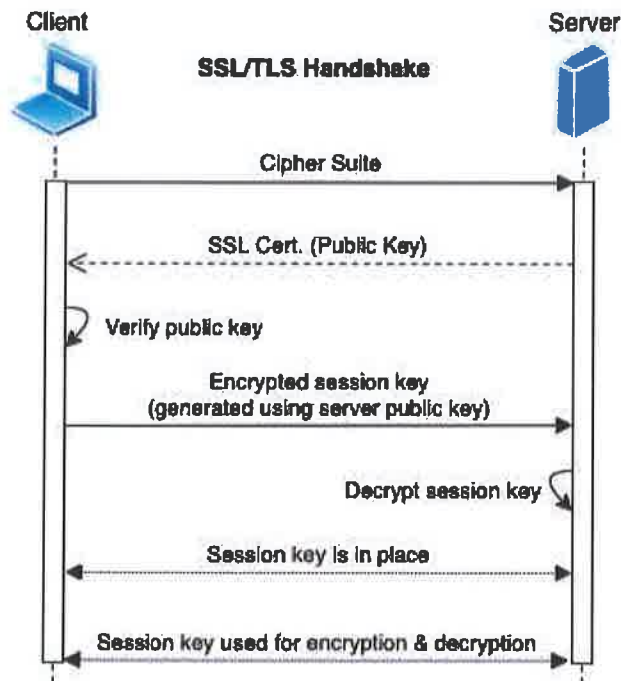 Client
Server
SSL/TLS Handshake
Cipher Suite
SSL Cert. (Public Key)
Verify public key
Encrypted session key
(generated using server public key)
Decrypt session key
Session key is in place
Session key used for encryption & decryption